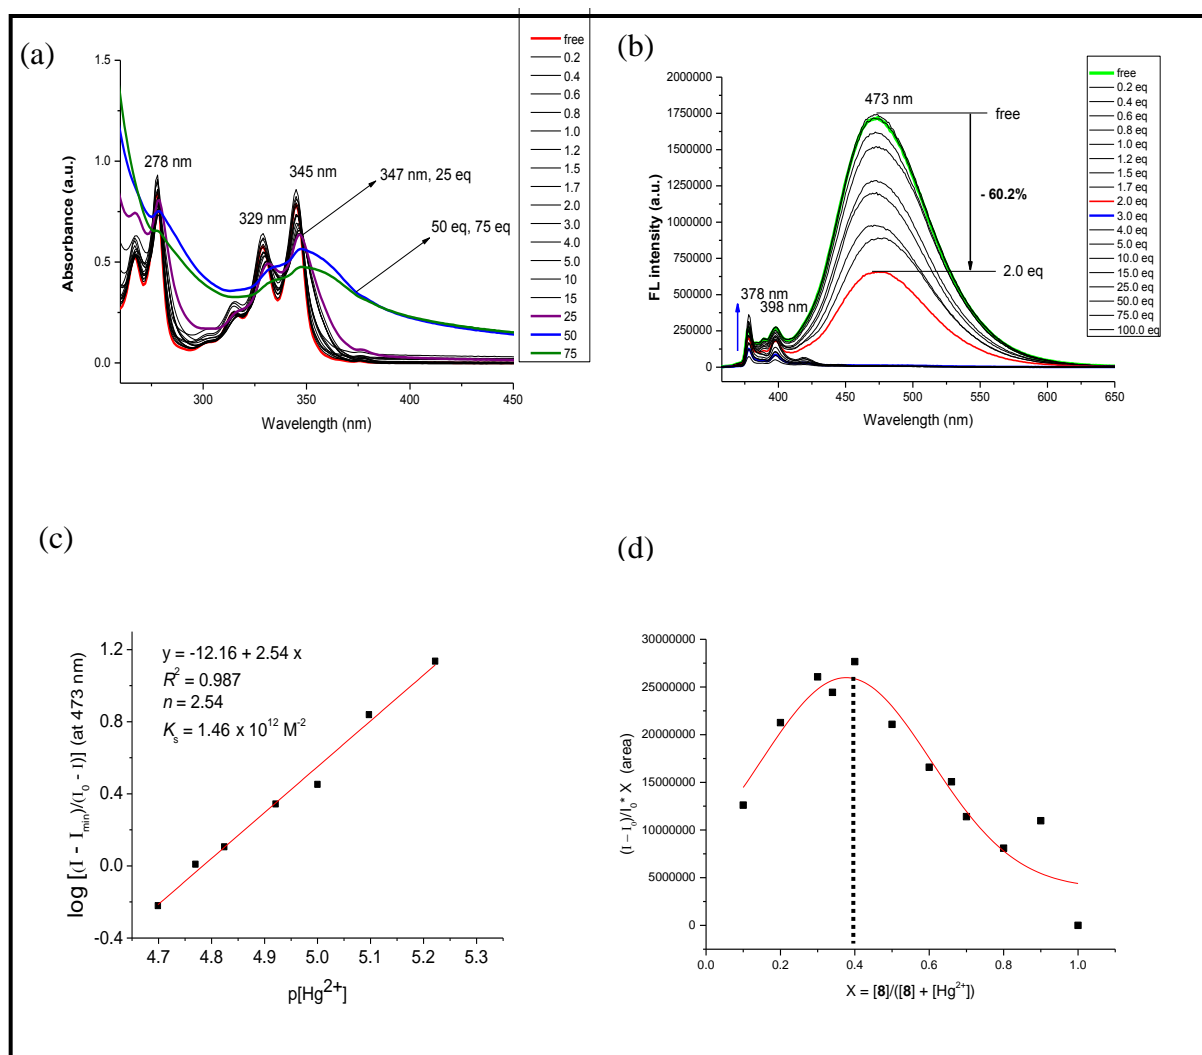 (a)
1.5
1.0
0.5
0.0
Absorbance (a.u.)
300
350
400
450
Wavelength (nm)
278 nm
329 nm
345 nm
347 nm, 25 eq
50 eq, 75 eq
free
0.2
0.4
0.6
0.8
1.0
1.2
1.5
1.7
2.0
3.0
4.0
5.0
10
15
25
50
75
(b)
2000000
1750000
1500000
1250000
1000000
750000
500000
250000
0
FL intensity (a.u.)
400
450
500
550
600
650
Wavelength (nm)
473 nm
free
- 60.2%
2.0 eq
378 nm
398 nm
free
0.2 eq
0.4 eq
0.6 eq
0.8 eq
1.0 eq
1.2 eq
1.5 eq
1.7 eq
2.0 eq
3.0 eq
4.0 eq
5.0 eq
10.0 eq
15.0 eq
25.0 eq
50.0 eq
75.0 eq
100.0 eq
(c)
1.2
0.8
0.4
0.0
-0.4
log [(I - I_min)/(I_0 - I)] (at 473 nm)
y = -12.16 + 2.54 x
R² = 0.987
n = 2.54
K_s = 1.46 x 10¹² M⁻²
4.7
4.8
4.9
5.0
5.1
5.2
5.3
p[Hg²⁺]
(d)
30000000
25000000
20000000
15000000
10000000
5000000
0
(I – I_0)/I_0* X (area)
0.0
0.2
0.4
0.6
0.8
1.0
X = [8]/([8] + [Hg²⁺])